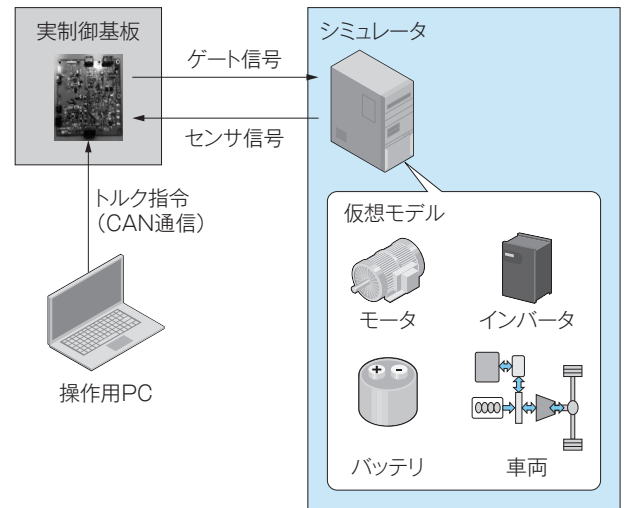 実制御基板
シミュレータ
ゲート信号
センサ信号
トルク指令
（CAN通信）
操作用PC
仮想モデル
モータ
インバータ
バッテリ
車両